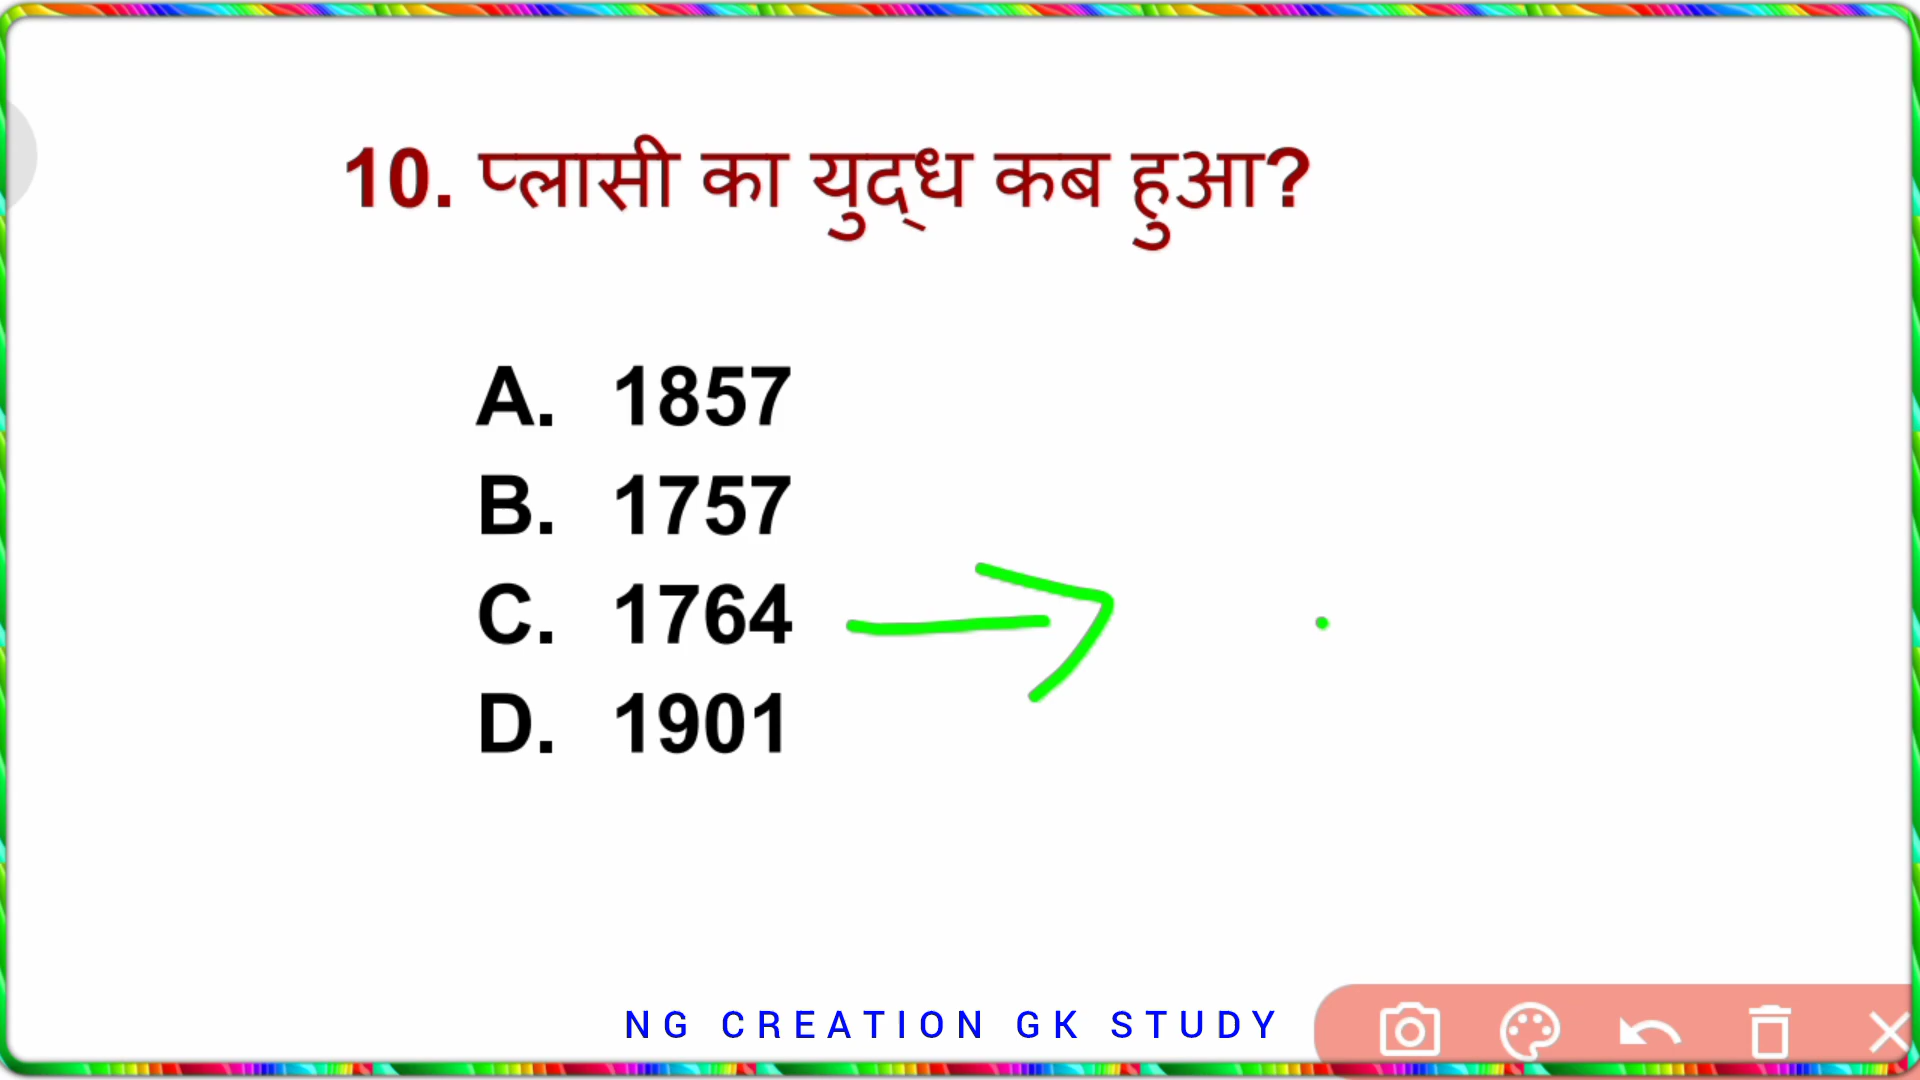 10. प्लासी का युद्‌ध कब हुआ?
A. 1857
B. 1757
C. 1764
D. 1901
NG CREATION GK STUDY